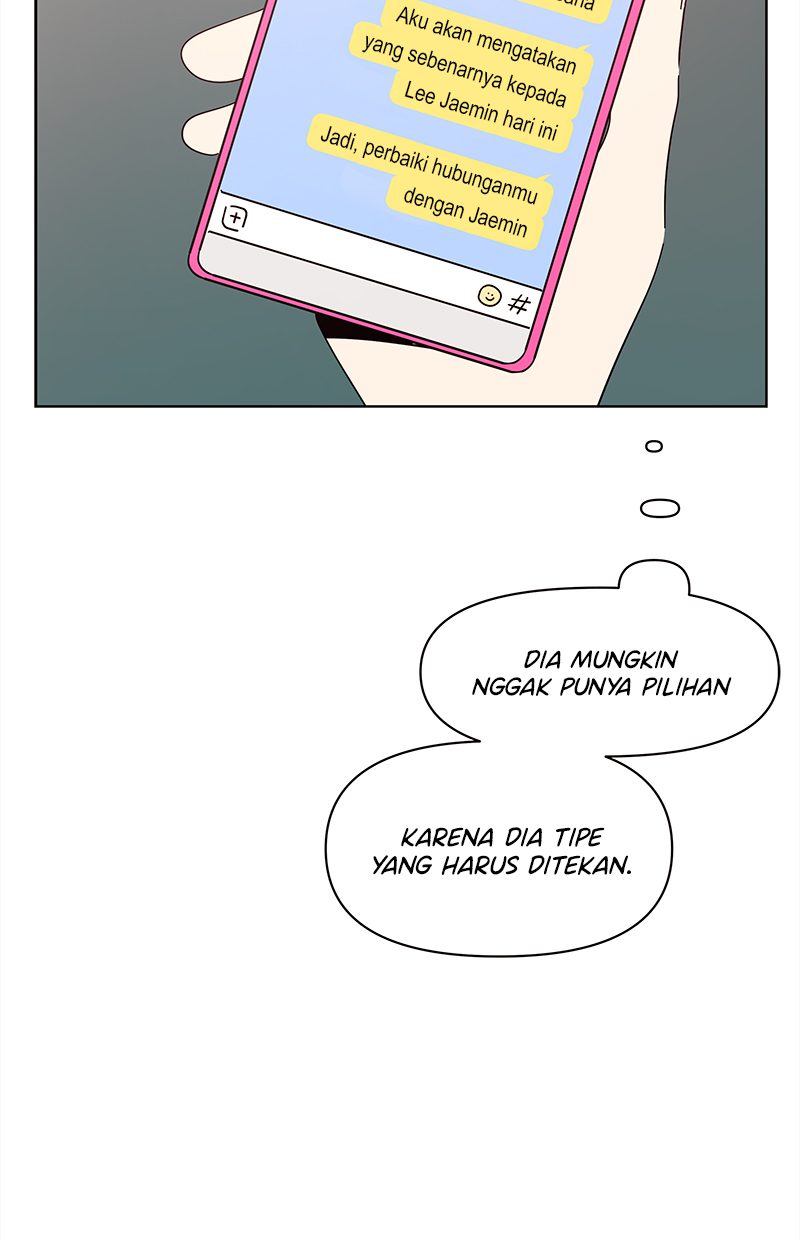 Aku akan mengatakan
yang sebenarnya kepada
Lee Jaemin hari ini
Jadi, perbaiki hubunganmu
dengan Jaemin
#
DIA MUNGKIN
NGGAK PUNYA PILIHAN
KARENA DIA TIPE
YANG HARUS DITEKAN.